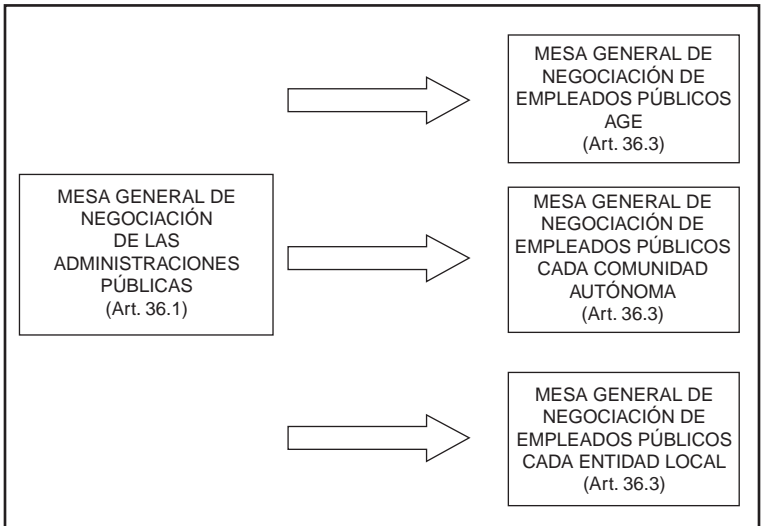 MESA GENERAL DE
NEGOCIACIÓN
DE LAS
ADMINISTRACIONES
PÚBLICAS
(Art. 36.1)
MESA GENERAL DE
NEGOCIACIÓN DE
EMPLEADOS PÚBLICOS
AGE
(Art. 36.3)
MESA GENERAL DE
NEGOCIACIÓN DE
EMPLEADOS PÚBLICOS
CADA COMUNIDAD
AUTÓNOMA
(Art. 36.3)
MESA GENERAL DE
NEGOCIACIÓN DE
EMPLEADOS PÚBLICOS
CADA ENTIDAD LOCAL
(Art. 36.3)